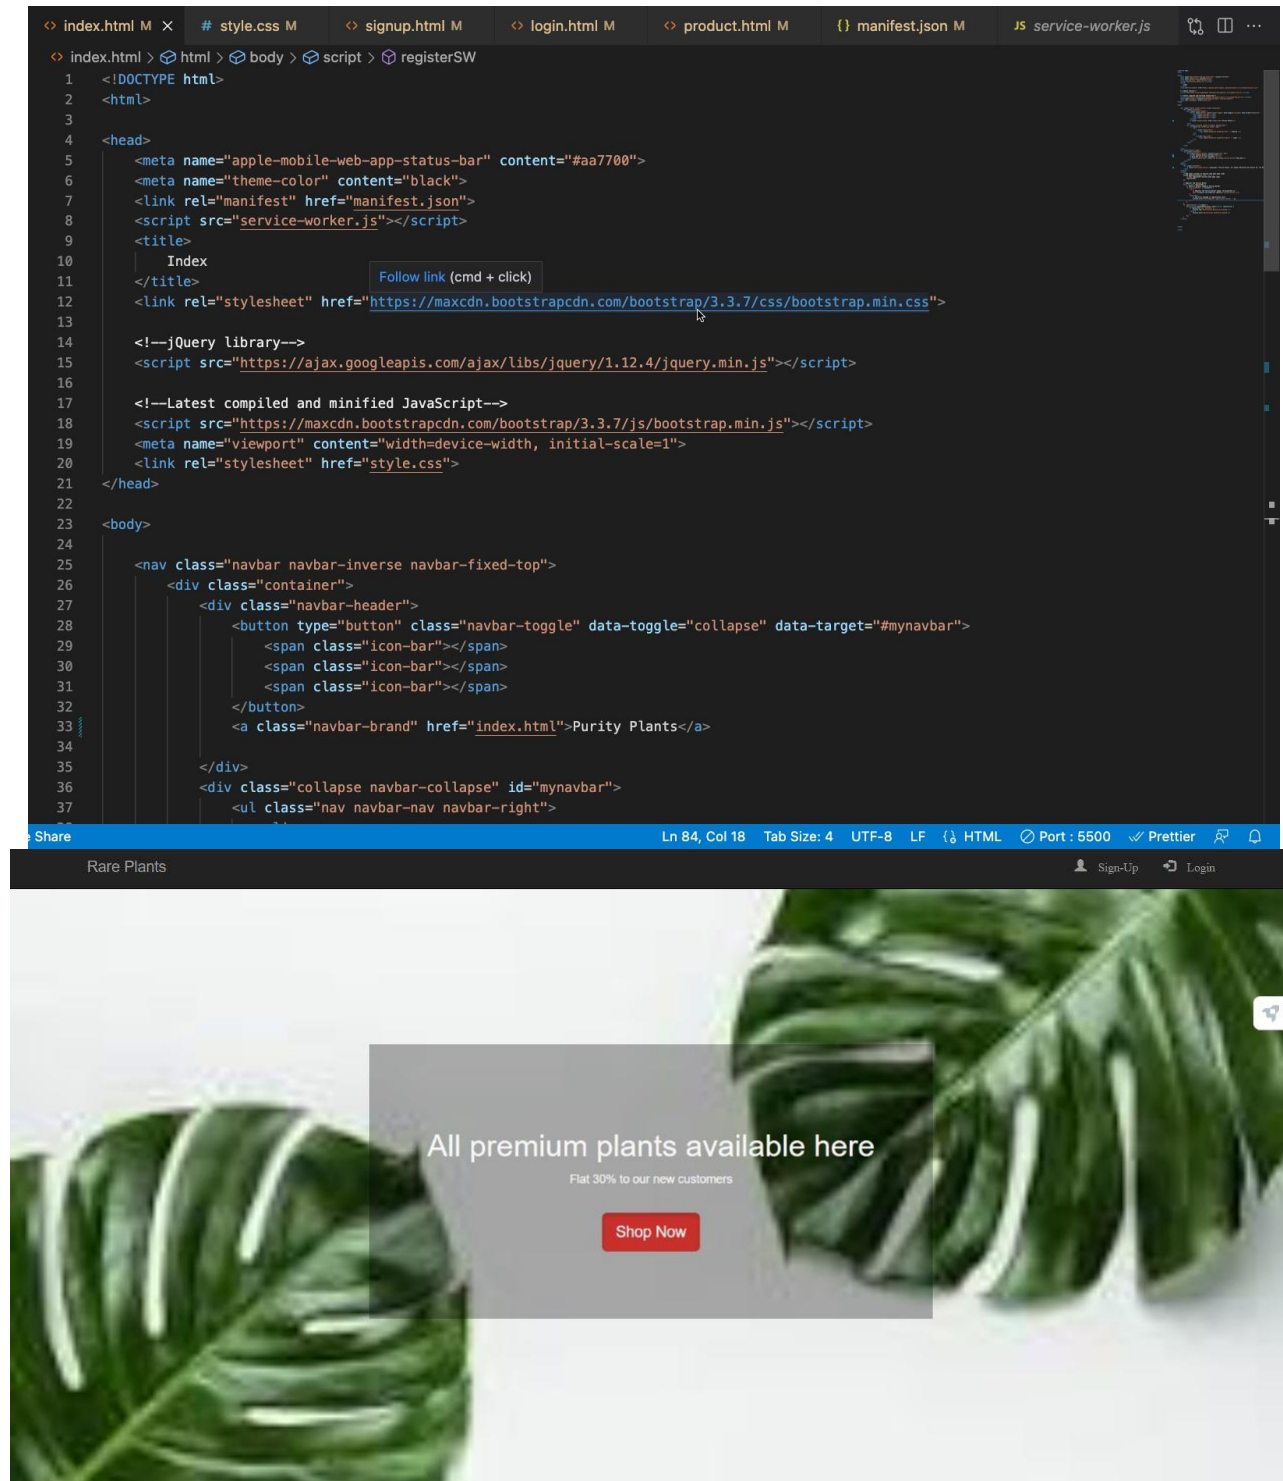 index.html M
style.css M
signup.html M
login.html M
product.html M
manifest.json M
JS service-worker.js
index.html > html > body > script > registerSW
1 <!DOCTYPE html>
2 <html>
3
4 <head>
5 <meta name="apple-mobile-web-app-status-bar" content="#aa7700">
6 <meta name="theme-color" content="black">
7 <link rel="manifest" href="manifest.json">
8 <script src="service-worker.js"></script>
9 <title>
10 Index
Follow link (cmd + click)
11 </title>
12 <link rel="stylesheet" href="https://maxcdn.bootstrapcdn.com/bootstrap/3.3.7/css/bootstrap.min.css">
13
14 <!--jQuery library-->
15 <script src="https://ajax.googleapis.com/ajax/libs/jquery/1.12.4/jquery.min.js"></script>
16
17 <!--Latest compiled and minified JavaScript-->
18 <script src="https://maxcdn.bootstrapcdn.com/bootstrap/3.3.7/js/bootstrap.min.js"></script>
19 <meta name="viewport" content="width=device-width, initial-scale=1">
20 <link rel="stylesheet" href="style.css">
21 </head>
22
23 <body>
24
25 <nav class="navbar navbar-inverse navbar-fixed-top">
26 <div class="container">
27 <div class="navbar-header">
28 <button type="button" class="navbar-toggle" data-toggle="collapse" data-target="#mynavbar">
29 <span class="icon-bar"></span>
30 <span class="icon-bar"></span>
31 <span class="icon-bar"></span>
32 </button>
33 <a class="navbar-brand" href="index.html">Purity Plants</a>
34
35 </div>
36 <div class="collapse navbar-collapse" id="mynavbar">
37 <ul class="nav navbar-nav navbar-right">
Share Ln 84, Col 18 Tab Size: 4 UTF-8 LF HTML Port : 5500 Prettier
Rare Plants Sign-Up Login
All premium plants available here
Flat 30% to our new customers
Shop Now